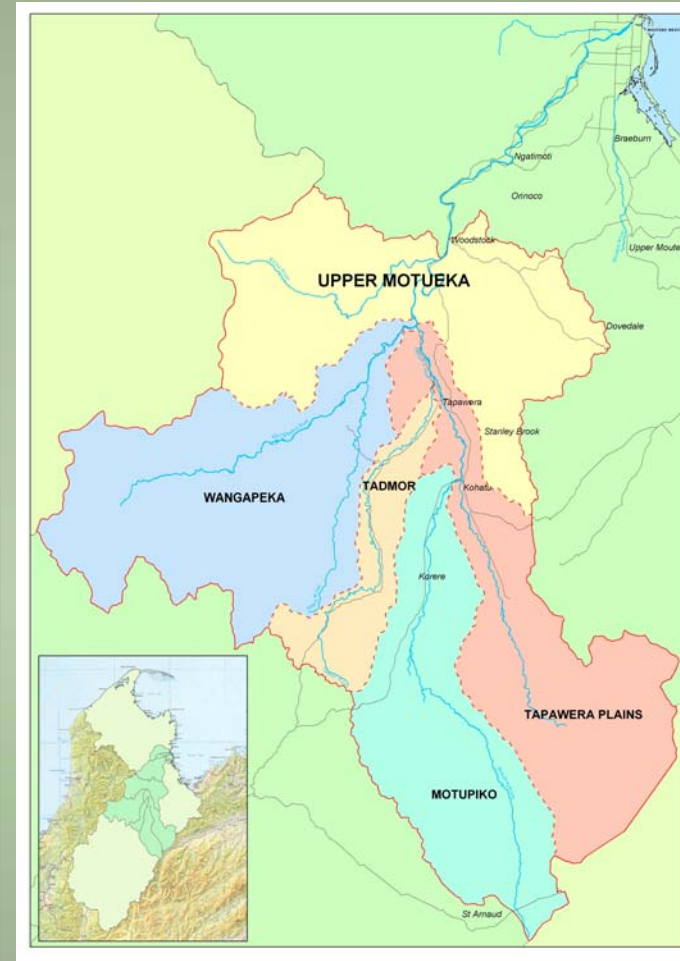 Braeburn
Ngatimoti
Orinoco
Woodstock
Upper Moute
UPPER MOTUEKA
Dovedale
Tapawera
Stanley Brook
TADMOR
Kohatu
WANGAPEKA
Korere
TAPAWERA PLAINS
MOTUPIKO
St Arnaud